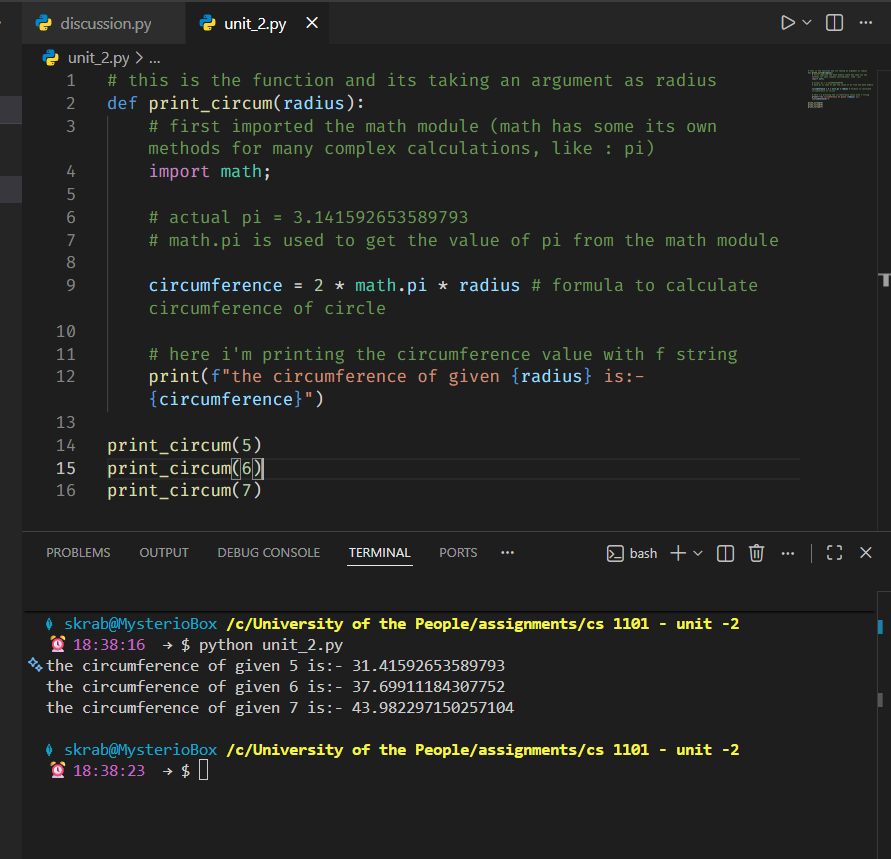 discussion.py unit_2.py
unit_2.py > ...
1 # this is the function and its taking an argument as radius
2 def print_circum(radius):
3 # first imported the math module (math has some its own
methods for many complex calculations, like : pi)
4 import math;
5
6 # actual pi = 3.141592653589793
7 # math.pi is used to get the value of pi from the math module
8
9 circumference = 2 * math.pi * radius # formula to calculate
circumference of circle
10
11 # here i'm printing the circumference value with f string
12 print(f"the circumference of given {radius} is:-
{circumference}")
13
14 print_circum(5)
15 print_circum(6)
16 print_circum(7)
PROBLEMS OUTPUT DEBUG CONSOLE TERMINAL PORTS ... bash
skrab@MysterioBox /c/University of the People/assignments/cs 1101 - unit -2
18:38:16 → $ python unit_2.py
the circumference of given 5 is:- 31.41592653589793
the circumference of given 6 is:- 37.69911184307752
the circumference of given 7 is:- 43.982297150257104
skrab@MysterioBox /c/University of the People/assignments/cs 1101 - unit -2
18:38:23 → $